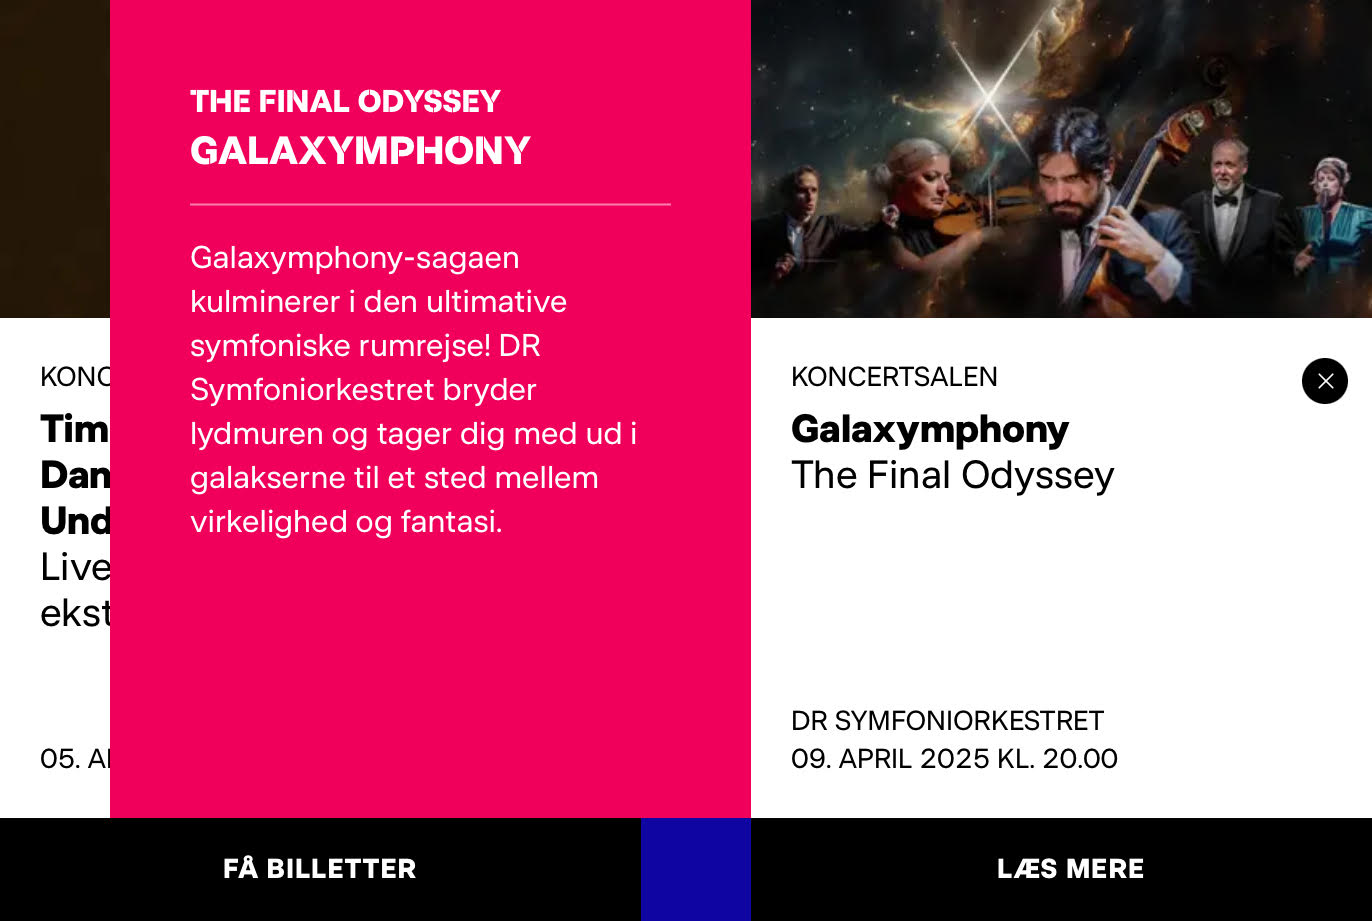 THE FINAL ODYSSEY
GALAXYMPHONY
Galaxymphony-sagaen
kulminerer i den ultimative
symfoniske rumrejse! DR
Symfoniorkestret bryder
lydmuren og tager dig med ud i
galakserne til et sted mellem
virkelighed og fantasi.
Tim
Dan
Und
Live
ekst
05.
FÅ BILLETTER
KONCERTSALEN
Galaxymphony
The Final Odyssey
DR SYMFONIORKESTRET
09. APRIL 2025 KL. 20.00
LÆS MERE